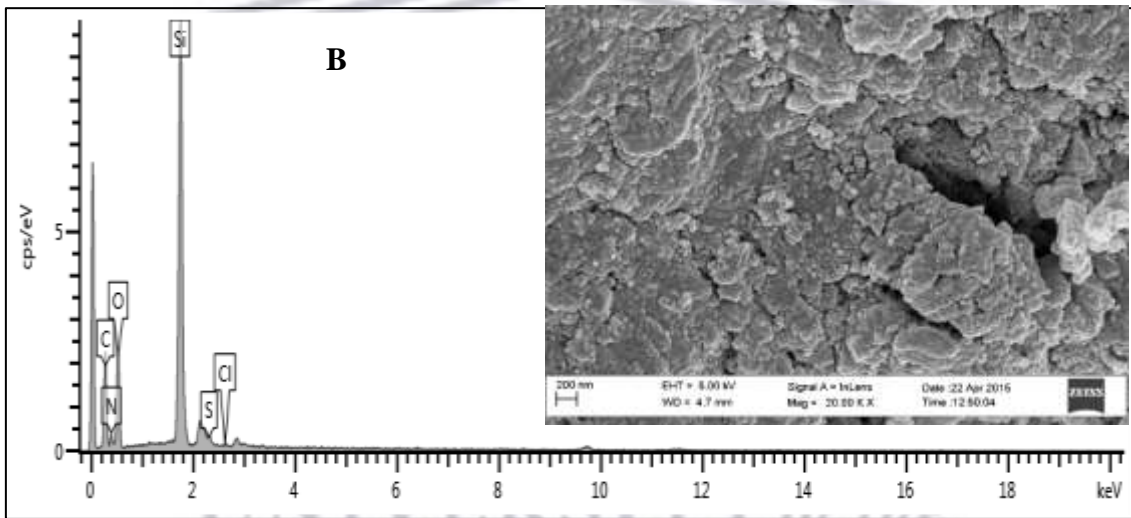 B
Si
cps/eV
5
O
C
N
S
Cl
0
0 2 4 6 8 10 12 14 16 18 keV
200 nm EHT = 5.00 kV Signal A = InLens Date :22 Apr 2015 ZEISS
WD = 4.7 mm Mag = 20.00 K X Time :12:50:04